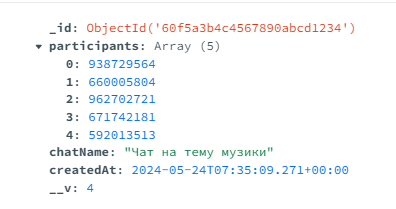 _id: ObjectId('60f5a3b4c4567890abcd1234')
participants: Array (5)
0: 938729564
1: 660005804
2: 962702721
3: 671742181
4: 592013513
chatName: "Чат на тему музики"
createdAt: 2024-05-24T07:35:09.271+00:00
__v: 4